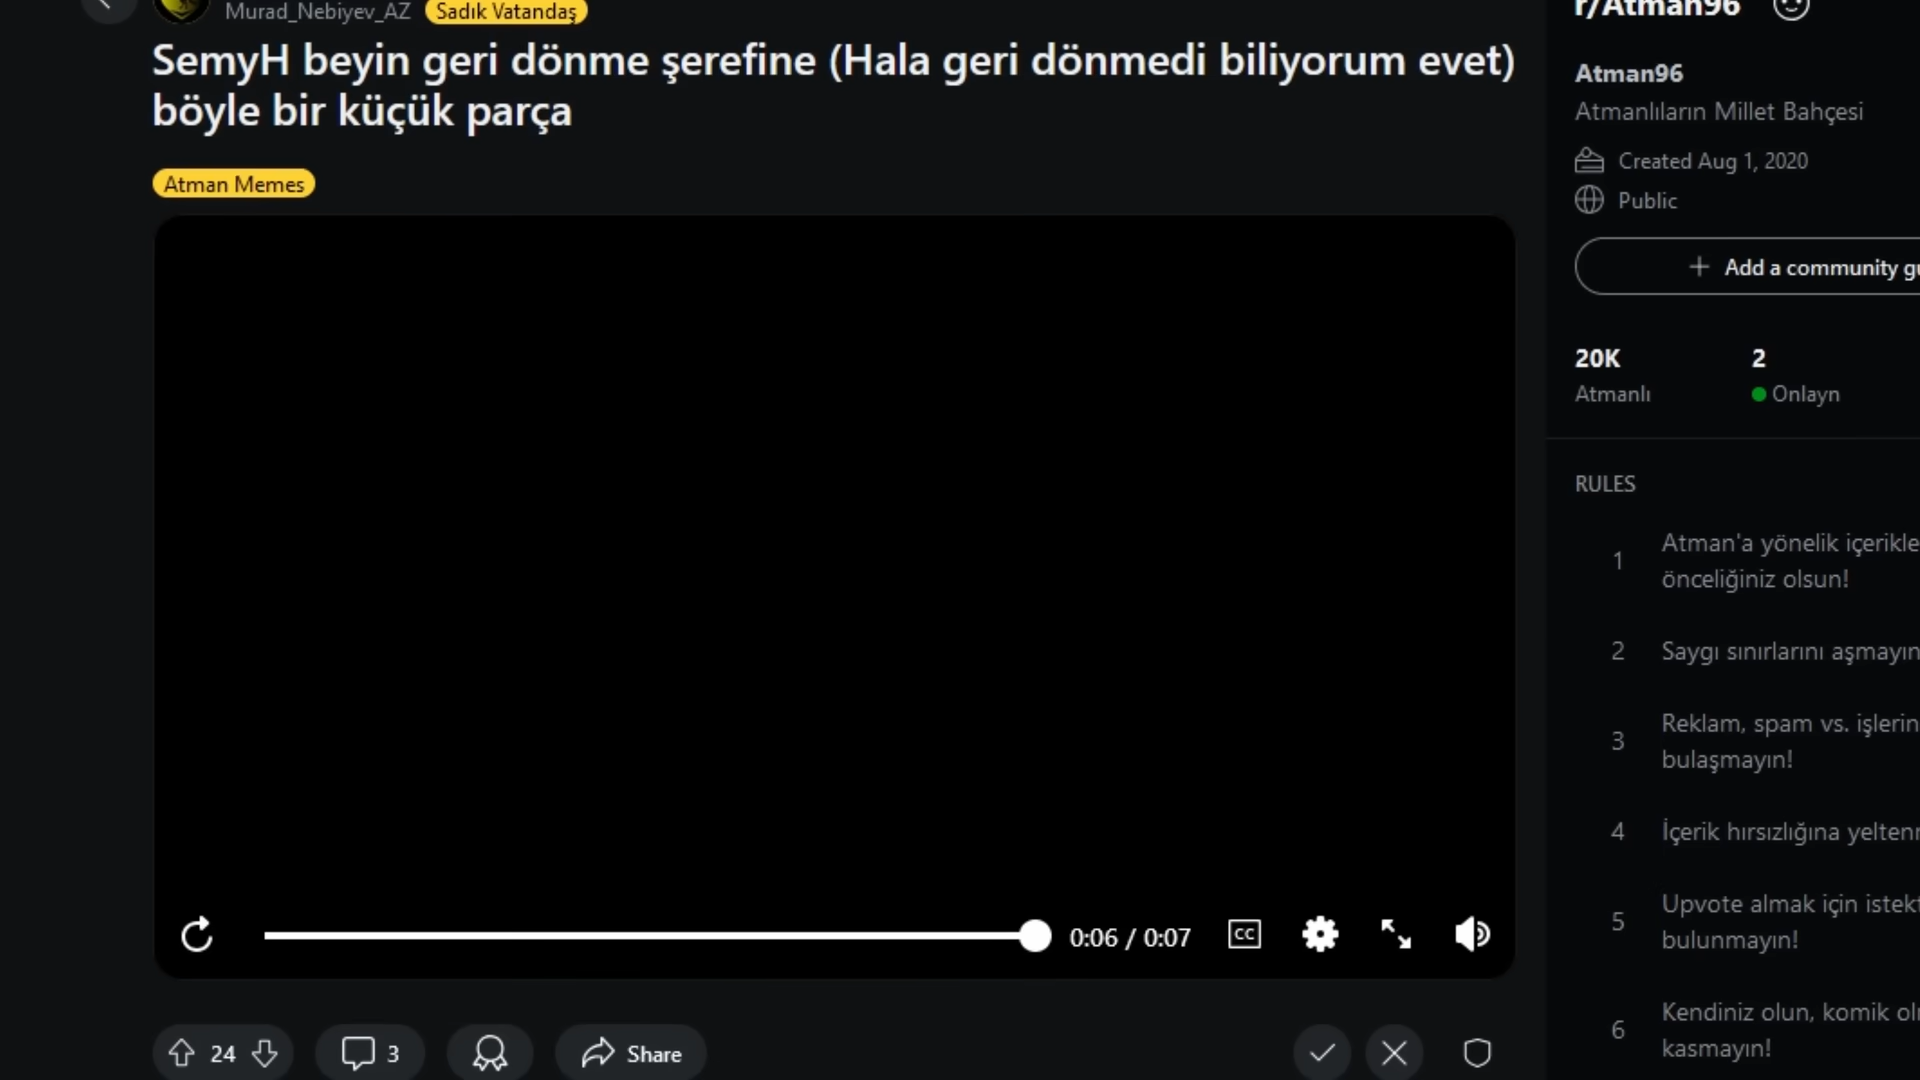 Murad_Nebiyev_AZ Sadık Vatandaş
SemyH beyin geri dönme şerefine (Hala geri dönmedi biliyorum evet)
böyle bir küçük parça
Atman Memes
0:06 / 0:07
CC
24
3
Share
r/Atman96
Atman96
Atmanlıların Millet Bahçesi
Created Aug 1, 2020
Public
Add a community gu
20K
Atmanlı
2
Onlayn
RULES
1
Atman'a yönelik içerikle
önceliğiniz olsun!
2
Saygı sınırlarını aşmayın
3
Reklam, spam vs. işlerin
bulaşmayın!
4
İçerik hırsızlığına yelten
5
Upvote almak için istek
bulunmayın!
6
Kendiniz olun, komik ol
kasmayın!